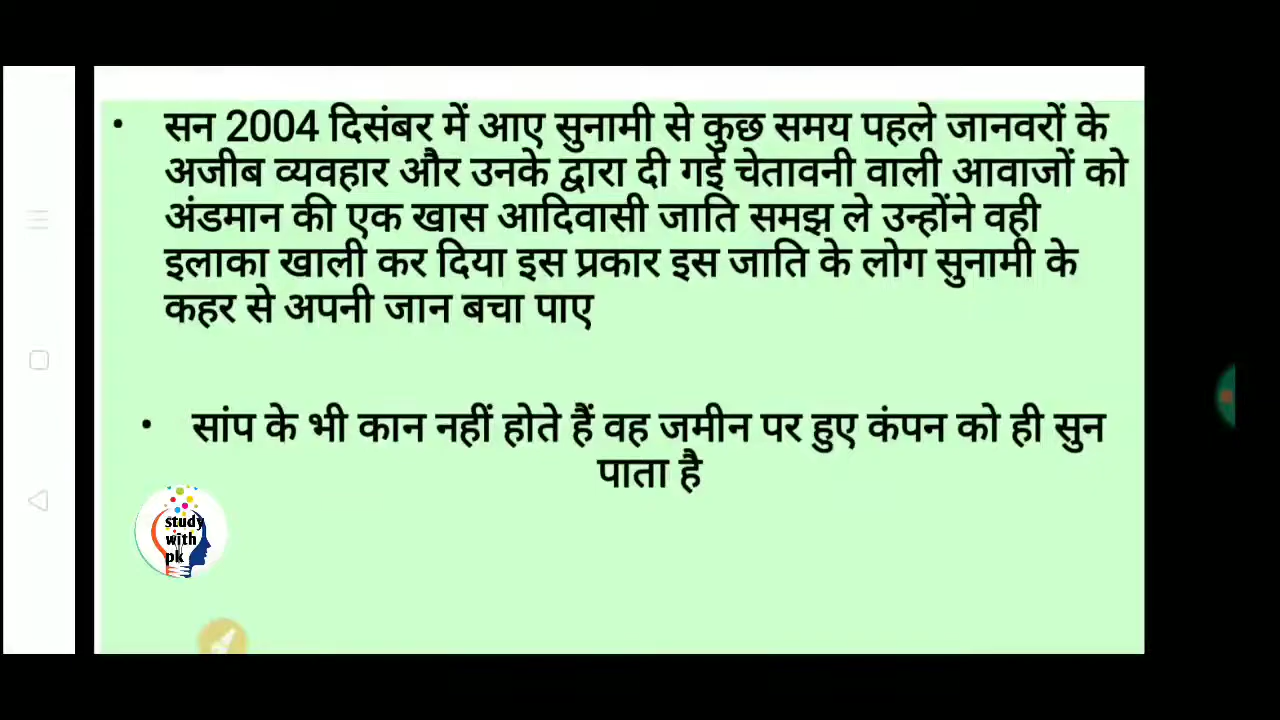 • सन 2004 दिसंबर में आए सुनामी से कुछ समय पहले जानवरों के
अजीब व्यवहार और उनके द्वारा दी गई चेतावनी वाली आवाजों को
अंडमान की एक खास आदिवासी जाति समझ ले उन्होंने वही
इलाका खाली कर दिया इस प्रकार इस जाति के लोग सुनामी के
कहर से अपनी जान बचा पाए
• सांप के भी कान नहीं होते हैं वह जमीन पर हुए कंपन को ही सुन
पाता है
study
with
pk